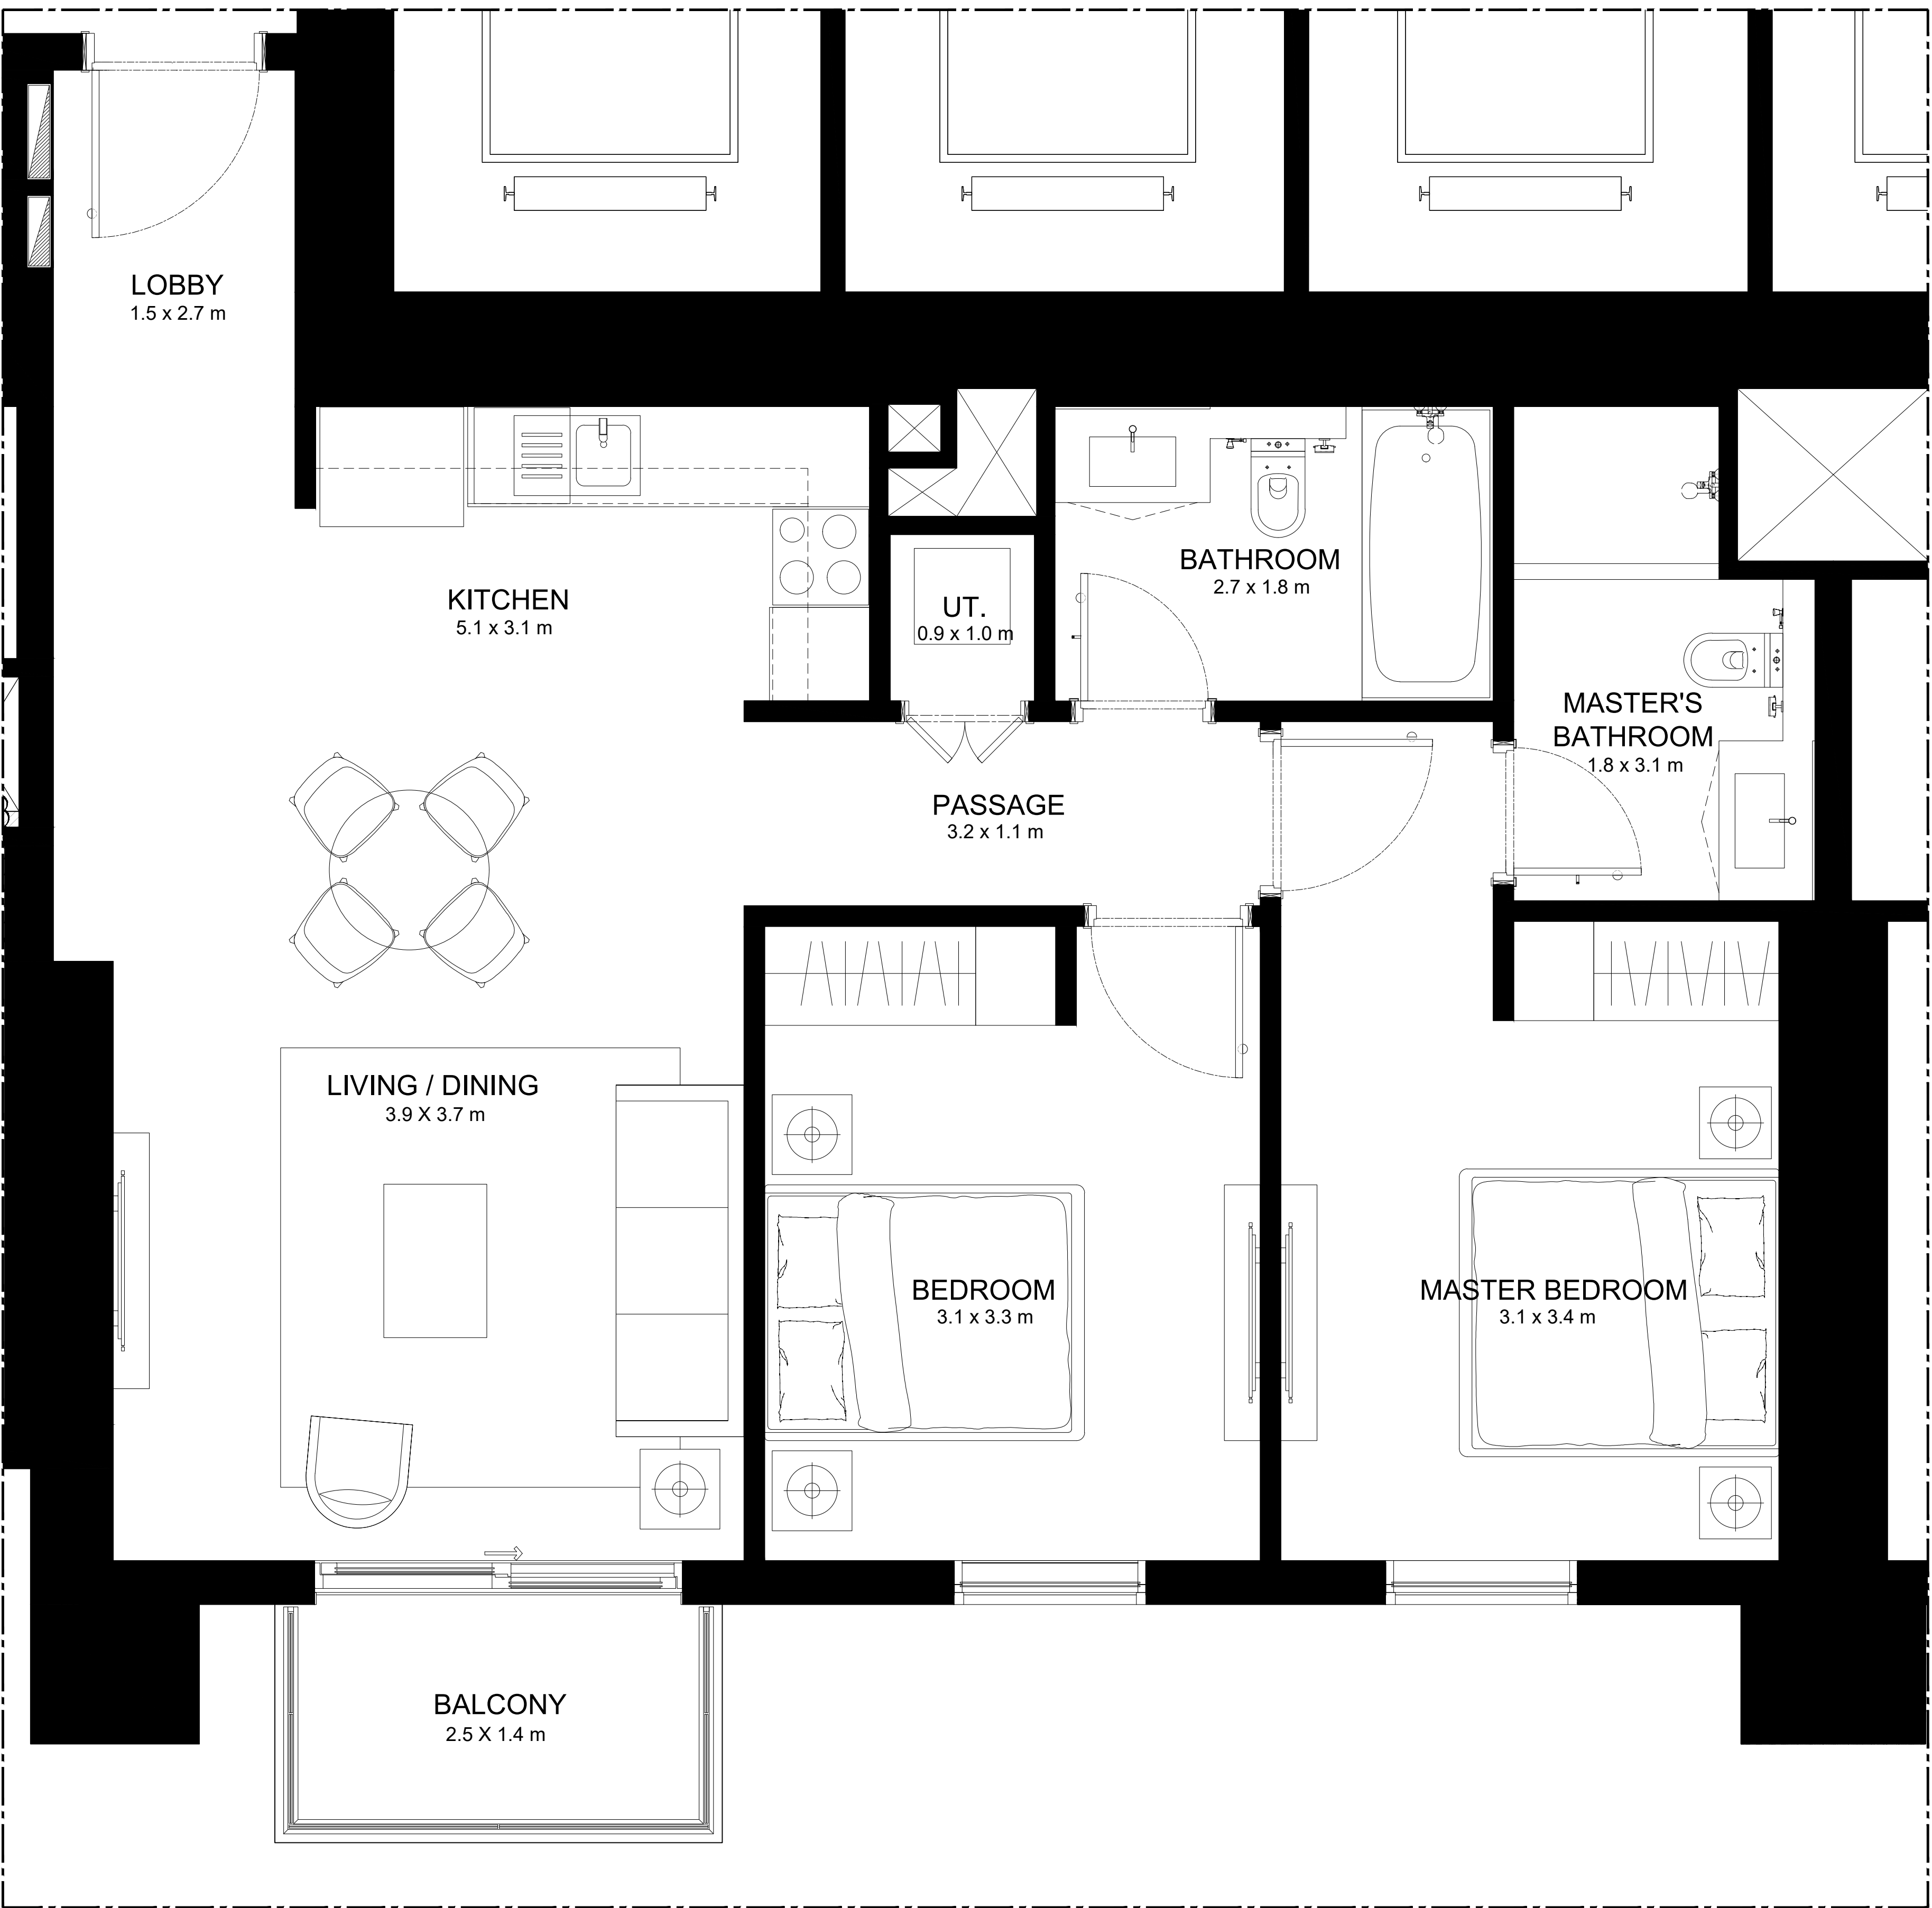 LOBBY
1.5 x 2.7 m
KITCHEN
5.1 x 3.1 m
UT.
0.9 x 1.0 m
BATHROOM
2.7 x 1.8 m
MASTER'S
BATHROOM
1.8 x 3.1 m
PASSAGE
3.2 x 1.1 m
LIVING / DINING
3.9 X 3.7 m
BEDROOM
3.1 x 3.3 m
MASTER BEDROOM
3.1 x 3.4 m
BALCONY
2.5 X 1.4 m